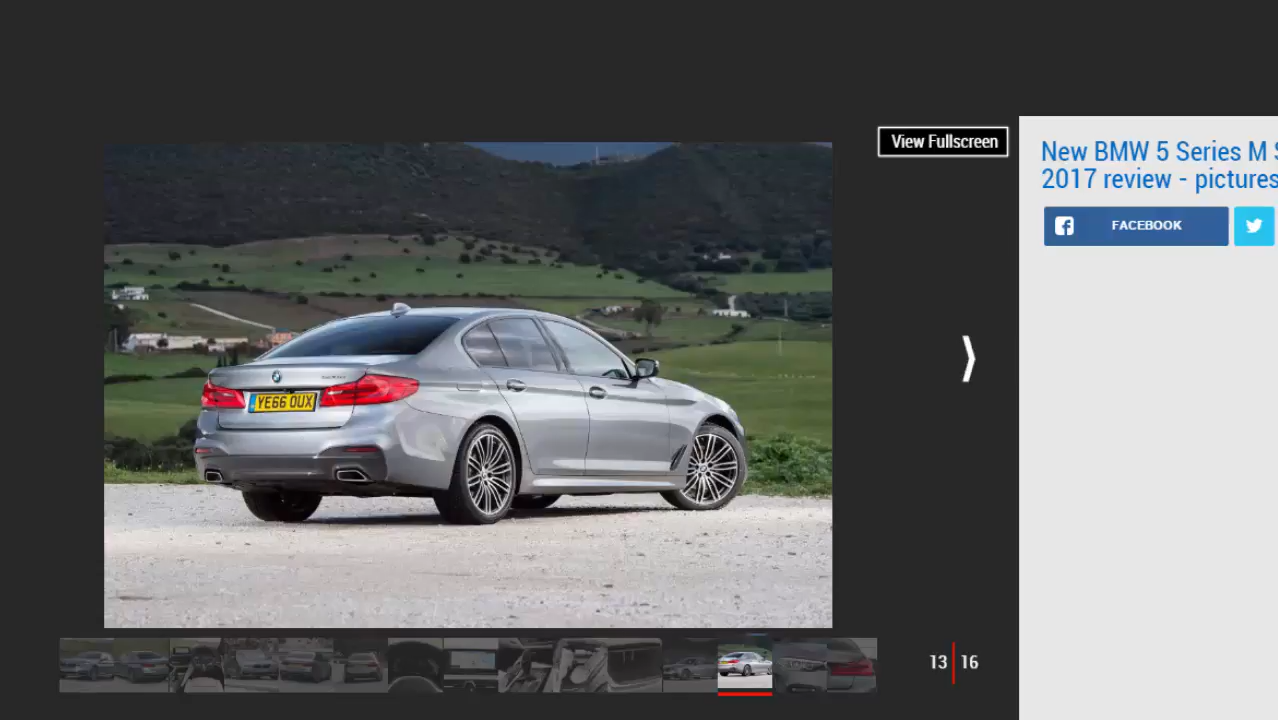 View Fullscreen
New BMW 5 Series M
2017 review - pictures
FACEBOOK
YE66 OUX
13 16